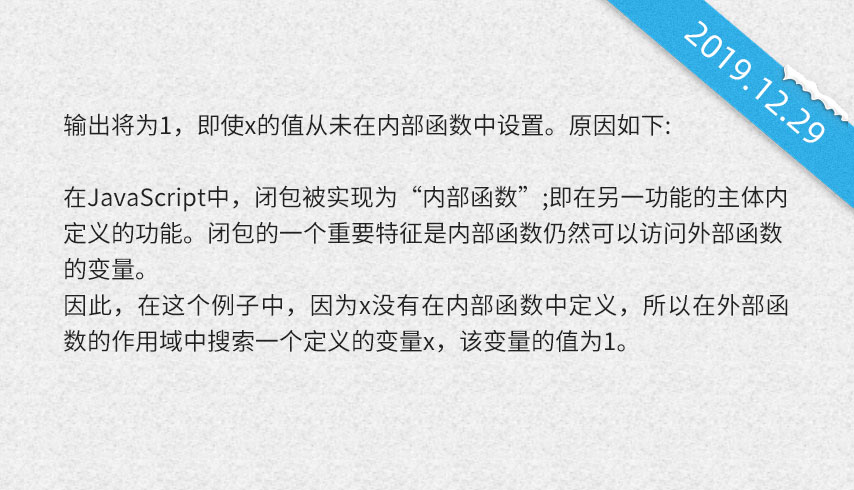 2019.12.29
输出将为1，即使x的值从未在内部函数中设置。原因如下:
在JavaScript中，闭包被实现为“内部函数”;即在另一功能的主体内
定义的功能。闭包的一个重要特征是内部函数仍然可以访问外部函数
的变量。
因此，在这个例子中，因为x没有在内部函数中定义，所以在外部函
数的作用域中搜索一个定义的变量x，该变量的值为1。